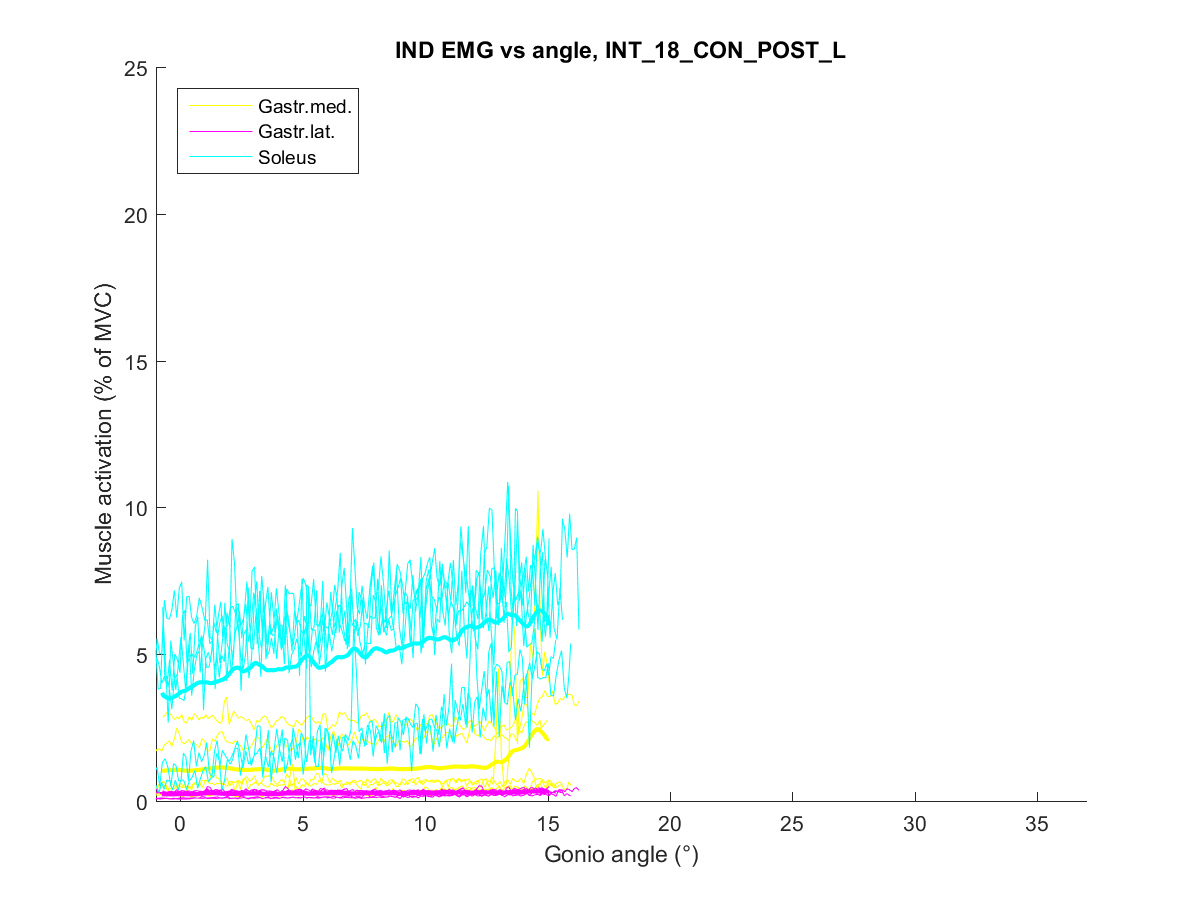 IND EMG vs angle, INT_18_CON_POST_L
25
20
15
10
5
0
Muscle activation (% of MVC)
Gastr.med.
Gastr.lat.
Soleus
0 5 10 15 20 25 30 35
Gonio angle (°)